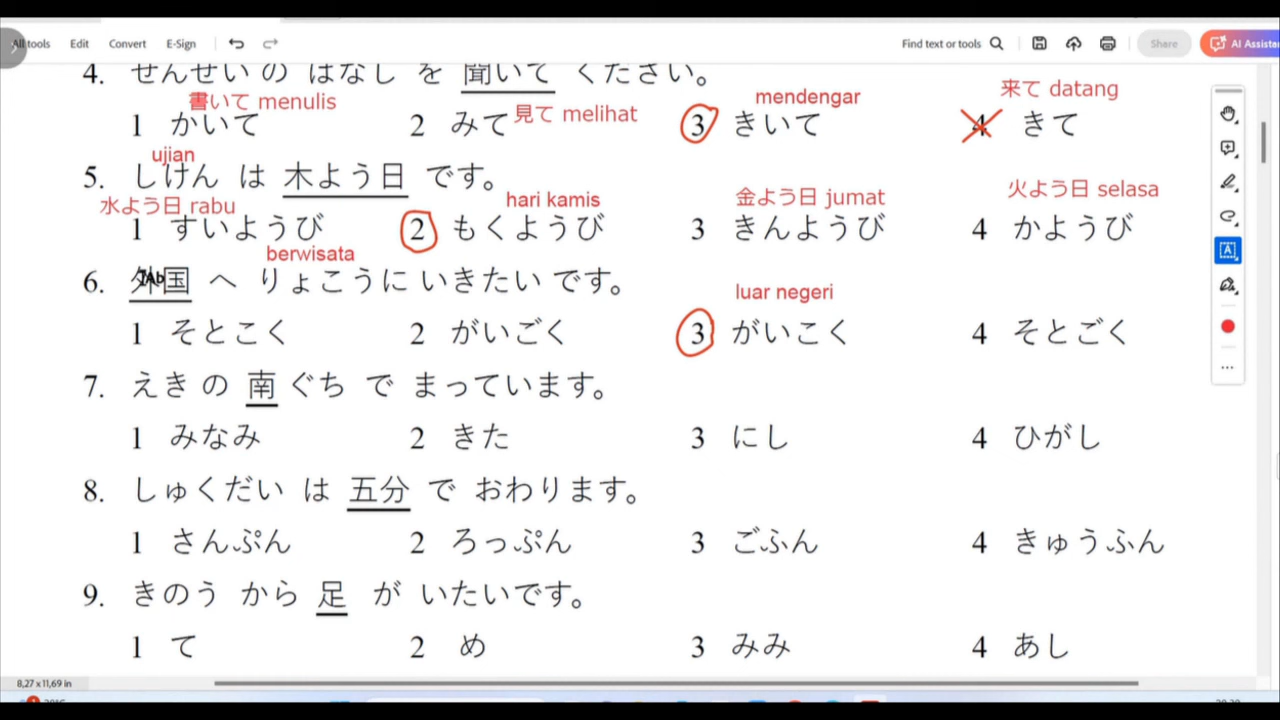 All tools Edit Convert E-Sign Find text or tools Share AI Assista
4. せんせい の はなし を 聞いて ください。
書いて menulis 見て melihat mendengar 来て datang
1 かいて 2 みて 3 きいて 4 きて
ujian
5. しけん は 木よう日 です。
水よう日 rabu hari kamis 金よう日 jumat 火よう日 selasa
1 すいようび 2 もくようび 3 きんようび 4 かようび
berwisata
6. 外国 へ りょこうに いきたい です。
luar negeri
1 そとこく 2 がいごく 3 がいこく 4 そとごく
7. えき の 南 ぐち で まっています。
1 みなみ 2 きた 3 にし 4 ひがし
8. しゅくだい は 五分 で おわります。
1 さんぷん 2 ろっぷん 3 ごふん 4 きゅうふん
9. きのう から 足 が いたいです。
1 て 2 め 3 みみ 4 あし
8,27 x 11,69 in